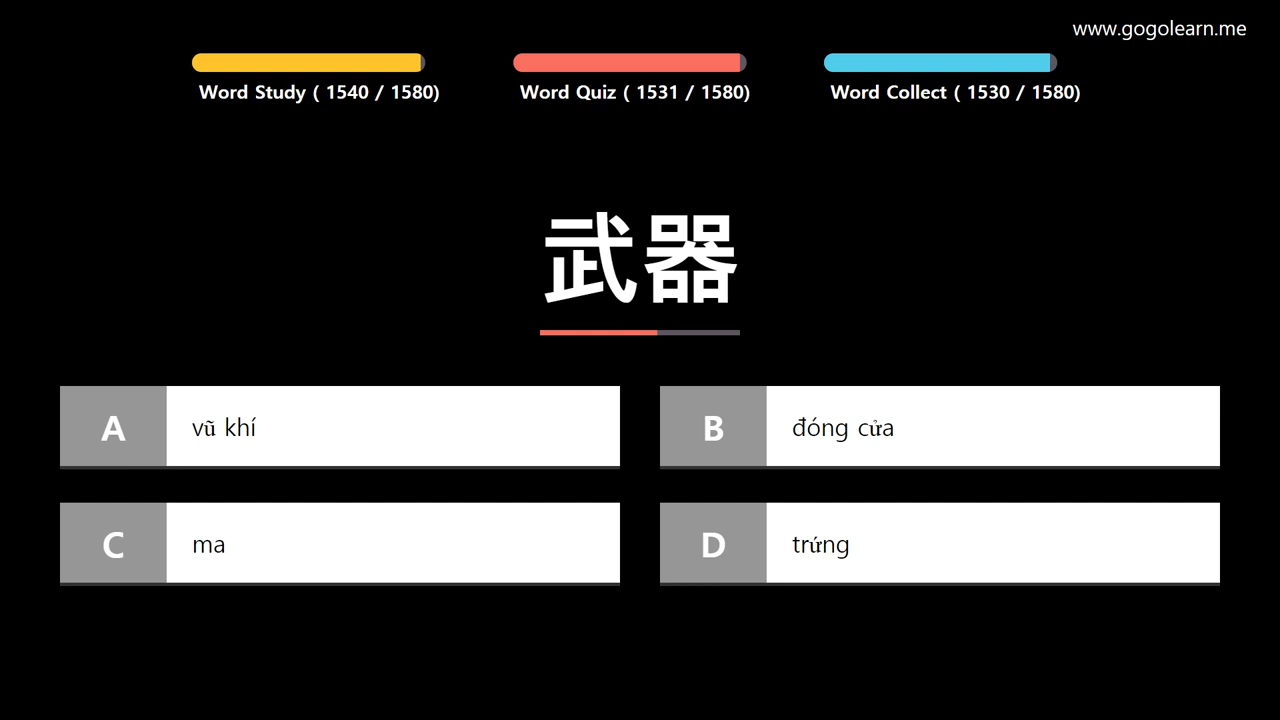 www.gogolearn.me
Word Study ( 1540 / 1580)
Word Quiz ( 1531 / 1580)
Word Collect ( 1530 / 1580)
武器
A vũ khí
B đóng cửa
C ma
D trứng